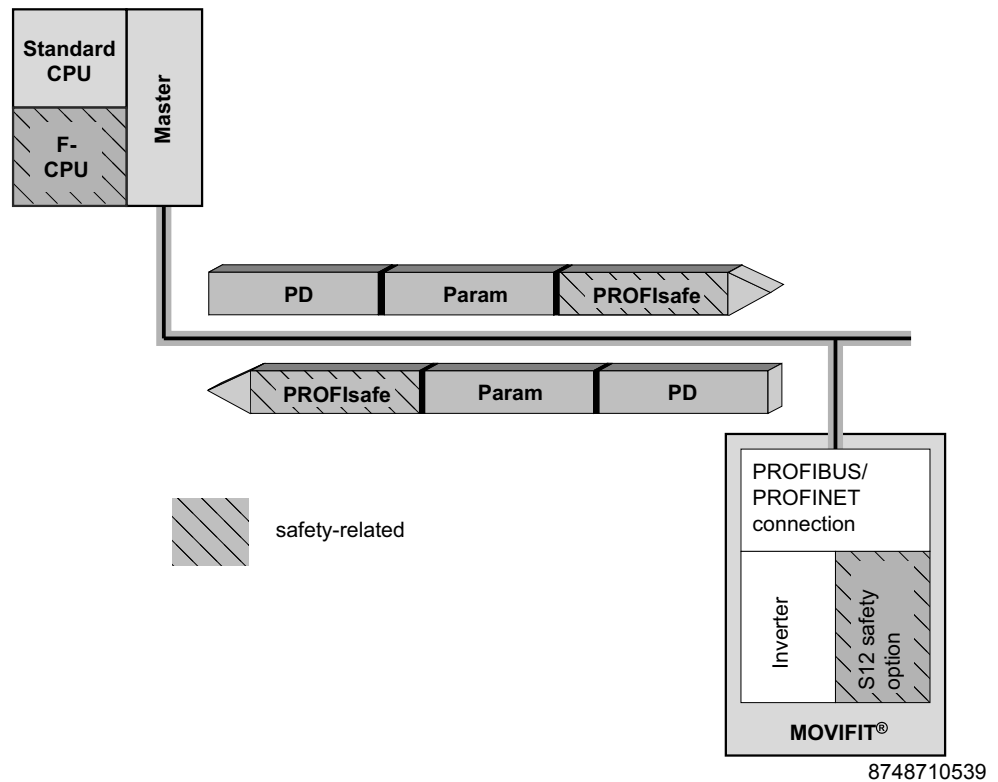 Standard
CPU
F-
CPU
Master
PD Param PROFIsafe
PROFIsafe Param PD
safety-related
PROFIBUS/
PROFINET
connection
Inverter
S12 safety
option
MOVIFIT®
8748710539